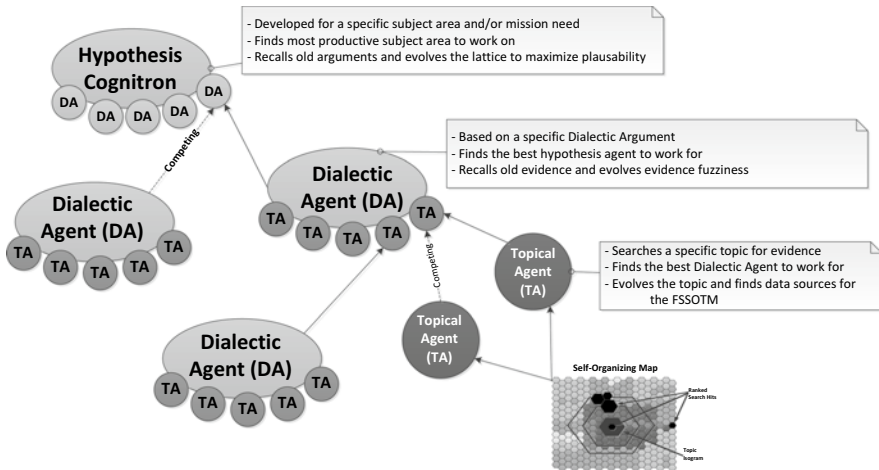 - Developed for a specific subject area and/or mission need
- Finds most productive subject area to work on
- Recalls old arguments and evolves the lattice to maximize plausability
Hypothesis
Cognitron
DA
DA
DA
DA
DA
DA
Competing
- Based on a specific Dialectic Argument
- Finds the best hypothesis agent to work for
- Recalls old evidence and evolves evidence fuzziness
Dialectic
Agent (DA)
TA
TA
TA
TA
TA
Dialectic
Agent (DA)
TA
TA
TA
TA
TA
Competing
Topical
Agent
(TA)
- Searches a specific topic for evidence
- Finds the best Dialectic Agent to work for
- Evolves the topic and finds data sources for
the FSSOTM
Topical
Agent
(TA)
Dialectic
Agent (DA)
TA
TA
TA
TA
TA
Self-Organizing Map
Ranked
Search Hits
Topic
Isogram